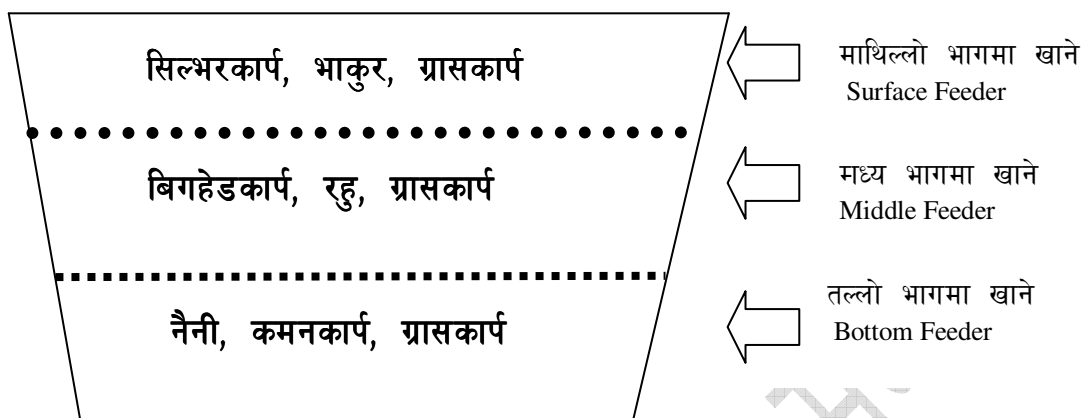 सिल्भरकार्प, भाकुर, ग्रासकार्प
माथिल्लो भागमा खाने
Surface Feeder
बिगहेडकार्प, रहु, ग्रासकार्प
मध्य भागमा खाने
Middle Feeder
नैनी, कमनकार्प, ग्रासकार्प
तल्लो भागमा खाने
Bottom Feeder